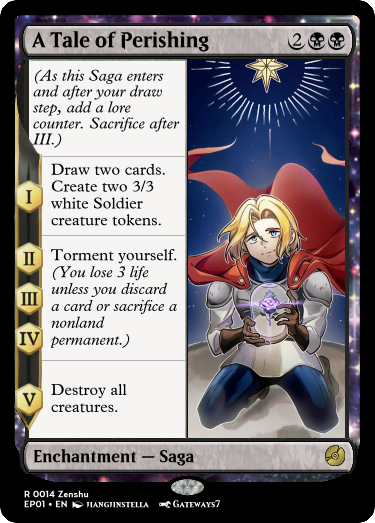 A Tale of Perishing 2
(As this Saga enters
and after your draw
step, add a lore
counter. Sacrifice after
III.)
I
Draw two cards.
Create two 3/3
white Soldier
creature tokens.
II
III
IV
Torment yourself.
(You lose 3 life
unless you discard
a card or sacrifice a
nonland
permanent.)
V
Destroy all
creatures.
Enchantment — Saga
R 0014 Zenshu
EP01 • EN JIANGJINSTELLA Gateways7